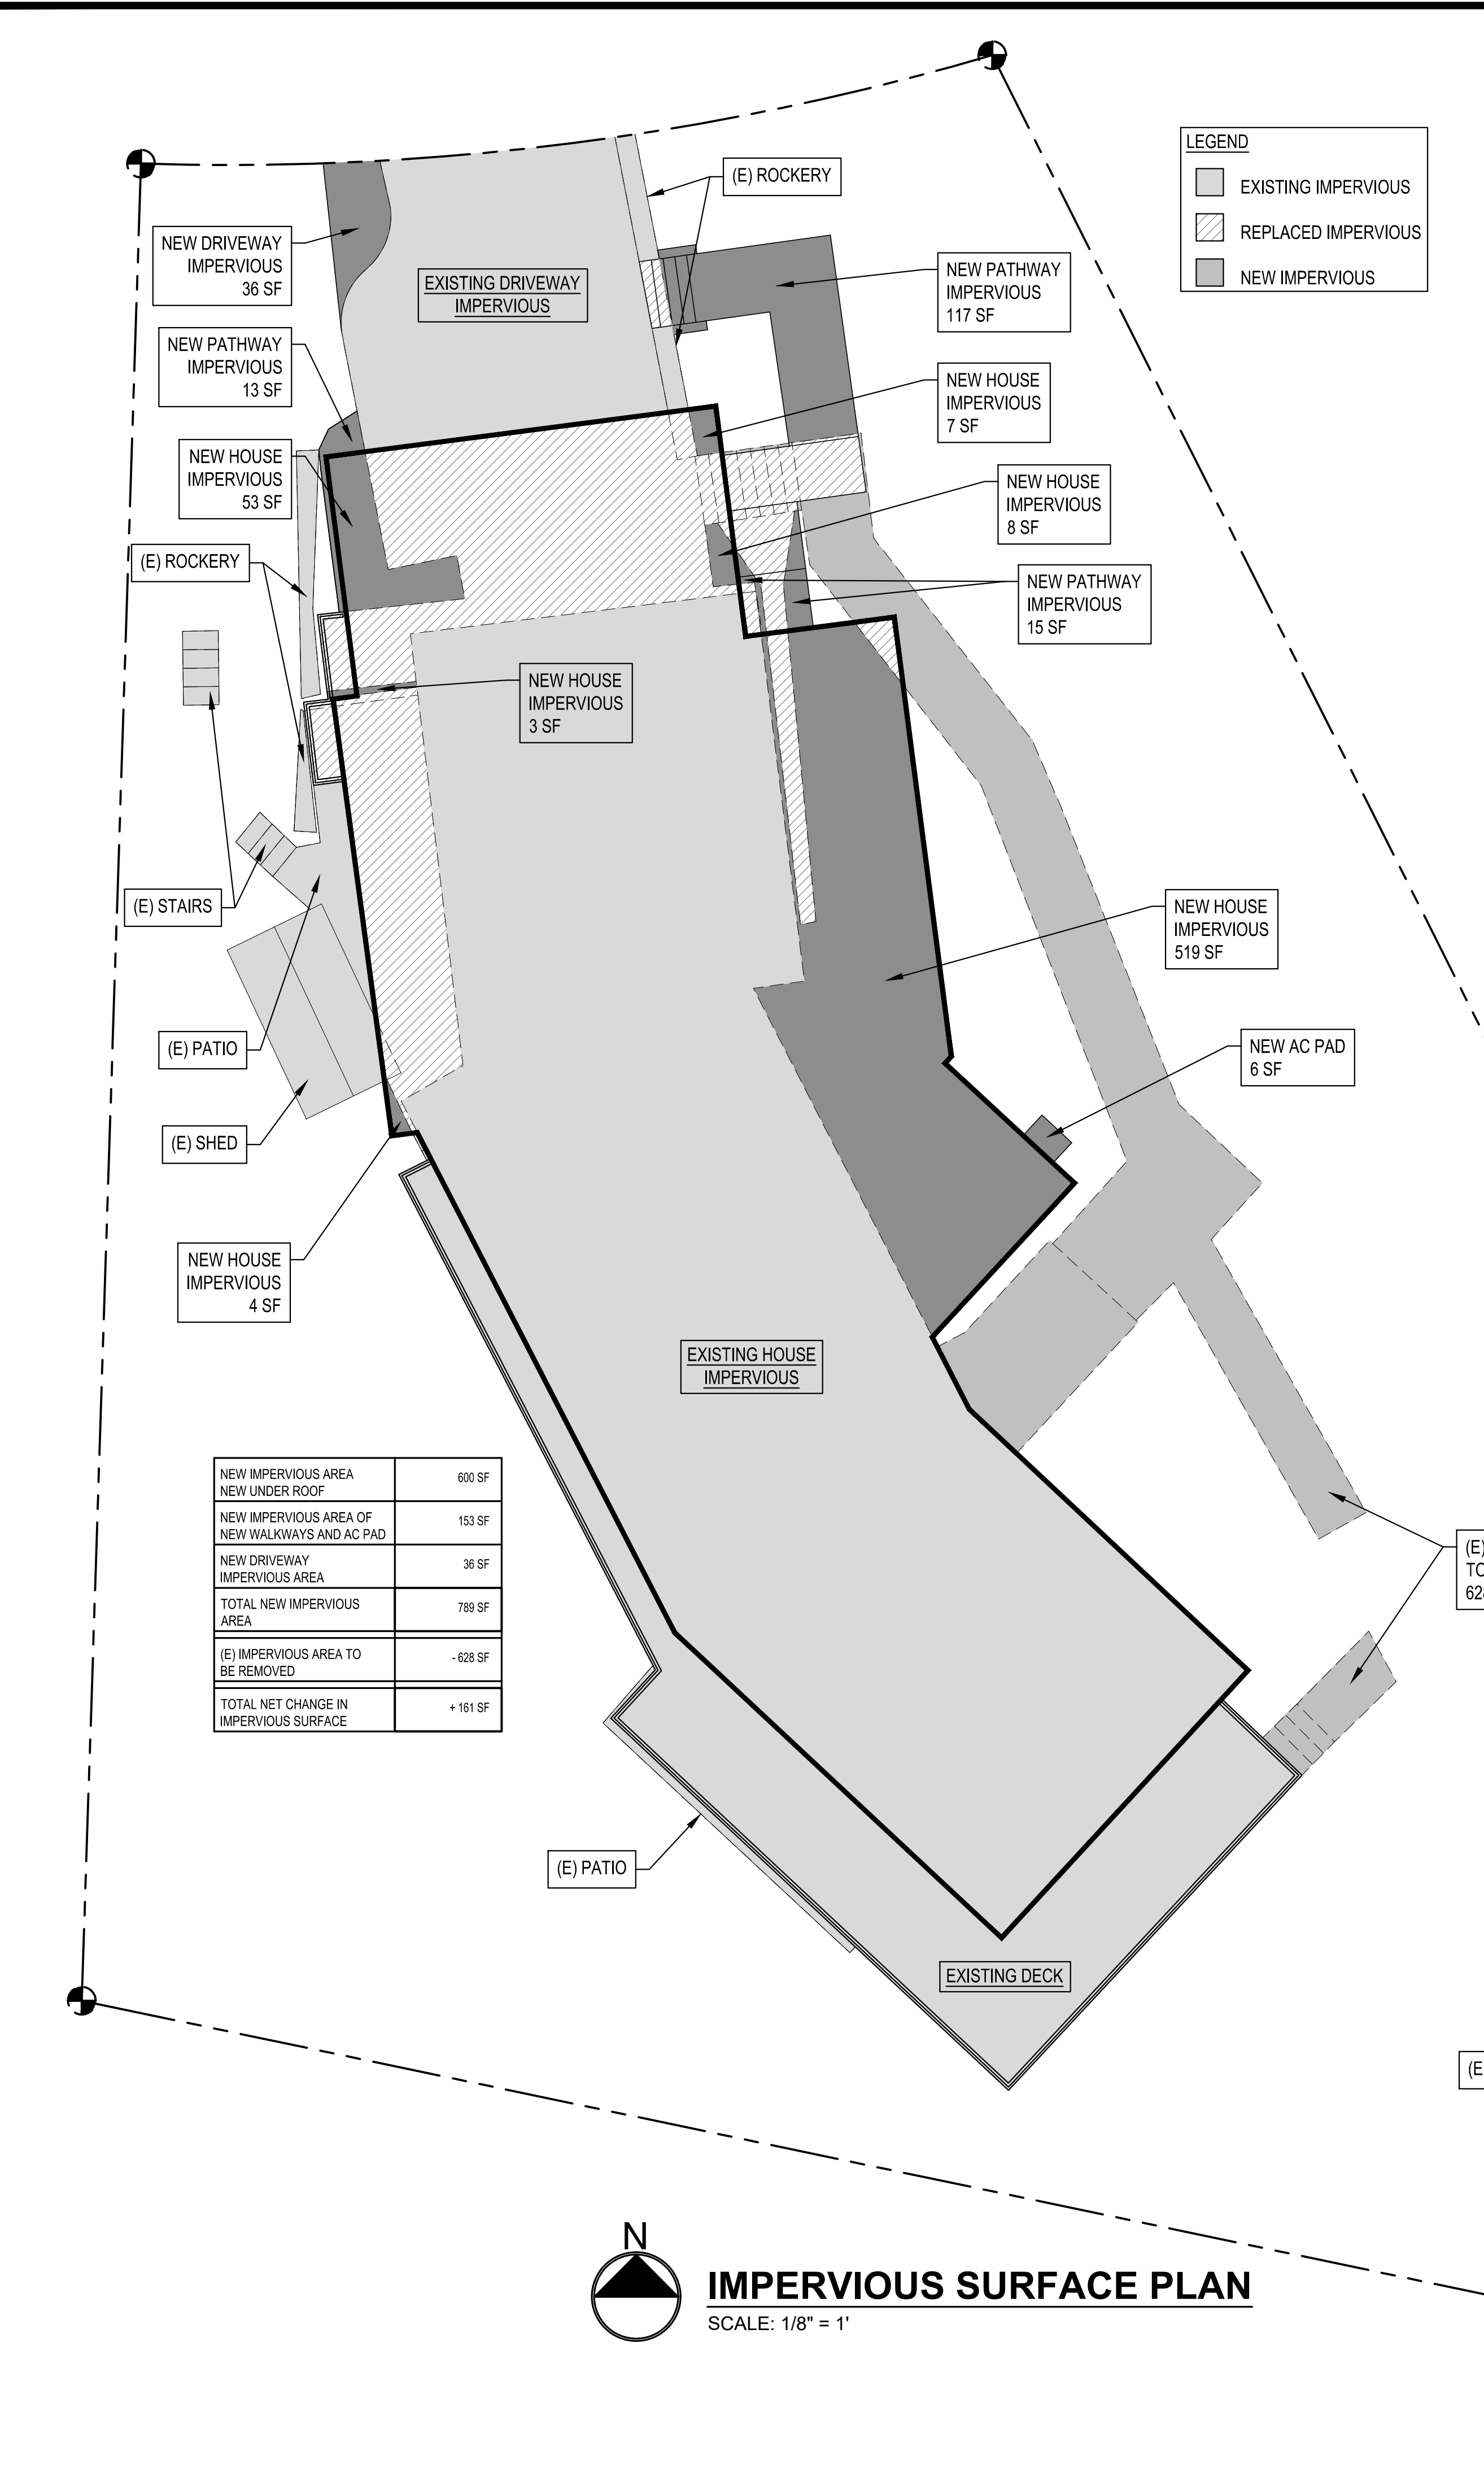 LEGEND
EXISTING IMPERVIOUS
REPLACED IMPERVIOUS
NEW IMPERVIOUS
(E) ROCKERY
NEW DRIVEWAY
IMPERVIOUS
36 SF
EXISTING DRIVEWAY
IMPERVIOUS
NEW PATHWAY
IMPERVIOUS
117 SF
NEW PATHWAY
IMPERVIOUS
13 SF
NEW HOUSE
IMPERVIOUS
7 SF
NEW HOUSE
IMPERVIOUS
53 SF
NEW HOUSE
IMPERVIOUS
8 SF
(E) ROCKERY
NEW PATHWAY
IMPERVIOUS
15 SF
NEW HOUSE
IMPERVIOUS
3 SF
(E) STAIRS
NEW HOUSE
IMPERVIOUS
519 SF
(E) PATIO
NEW AC PAD
6 SF
(E) SHED
NEW HOUSE
IMPERVIOUS
4 SF
EXISTING HOUSE
IMPERVIOUS
NEW IMPERVIOUS AREA
NEW UNDER ROOF
600 SF
NEW IMPERVIOUS AREA OF
NEW WALKWAYS AND AC PAD
153 SF
NEW DRIVEWAY
IMPERVIOUS AREA
36 SF
TOTAL NEW IMPERVIOUS
AREA
789 SF
(E) IMPERVIOUS AREA TO
BE REMOVED
- 628 SF
TOTAL NET CHANGE IN
IMPERVIOUS SURFACE
+ 161 SF
(E)
TO
628
(E) PATIO
EXISTING DECK
(E
N
IMPERVIOUS SURFACE PLAN
SCALE: 1/8" = 1'